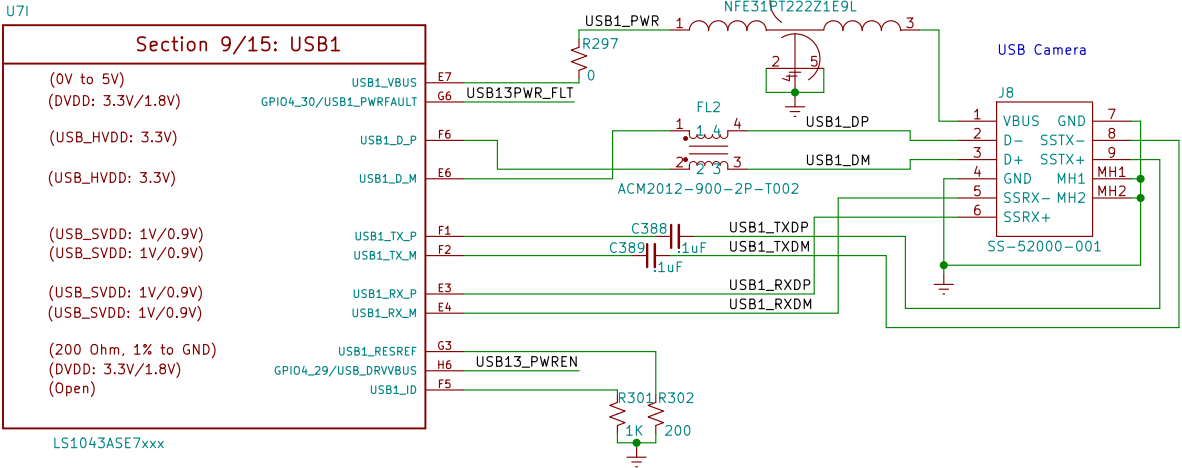 U7I
NFE31PT222Z1E9L
USB1_PWR
1
3
Section 9/15: USB1
R297
0
2
5
4
USB Camera
(0V to 5V)
USB1_VBUS
E7
(DVDD: 3.3V/1.8V)
GPIO4_30/USB1_PWRFAULT
G6
USB13PWR_FLT
FL2
J8
1
1 4
4
USB1_DP
(USB_HVDD: 3.3V)
USB1_D_P
F6
2
2 3
3
USB1_DM
(USB_HVDD: 3.3V)
USB1_D_M
E6
ACM2012-900-2P-T002
1
VBUS
GND
7
2
D-
SSTX-
8
3
D+
SSTX+
9
4
GND
MH1
MH1
5
SSRX-
MH2
MH2
6
SSRX+
SS-52000-001
(USB_SVDD: 1V/0.9V)
USB1_TX_P
F1
C388
.1uF
USB1_TXDP
(USB_SVDD: 1V/0.9V)
USB1_TX_M
F2
C389
.1uF
USB1_TXDM
(USB_SVDD: 1V/0.9V)
USB1_RX_P
E3
USB1_RXDP
(USB_SVDD: 1V/0.9V)
USB1_RX_M
E4
USB1_RXDM
(200 Ohm, 1% to GND)
USB1_RESREF
G3
(DVDD: 3.3V/1.8V)
GPIO4_29/USB_DRVVBUS
H6
USB13_PWREN
(Open)
USB1_ID
F5
R301
1K
R302
200
LS1043ASE7xxx